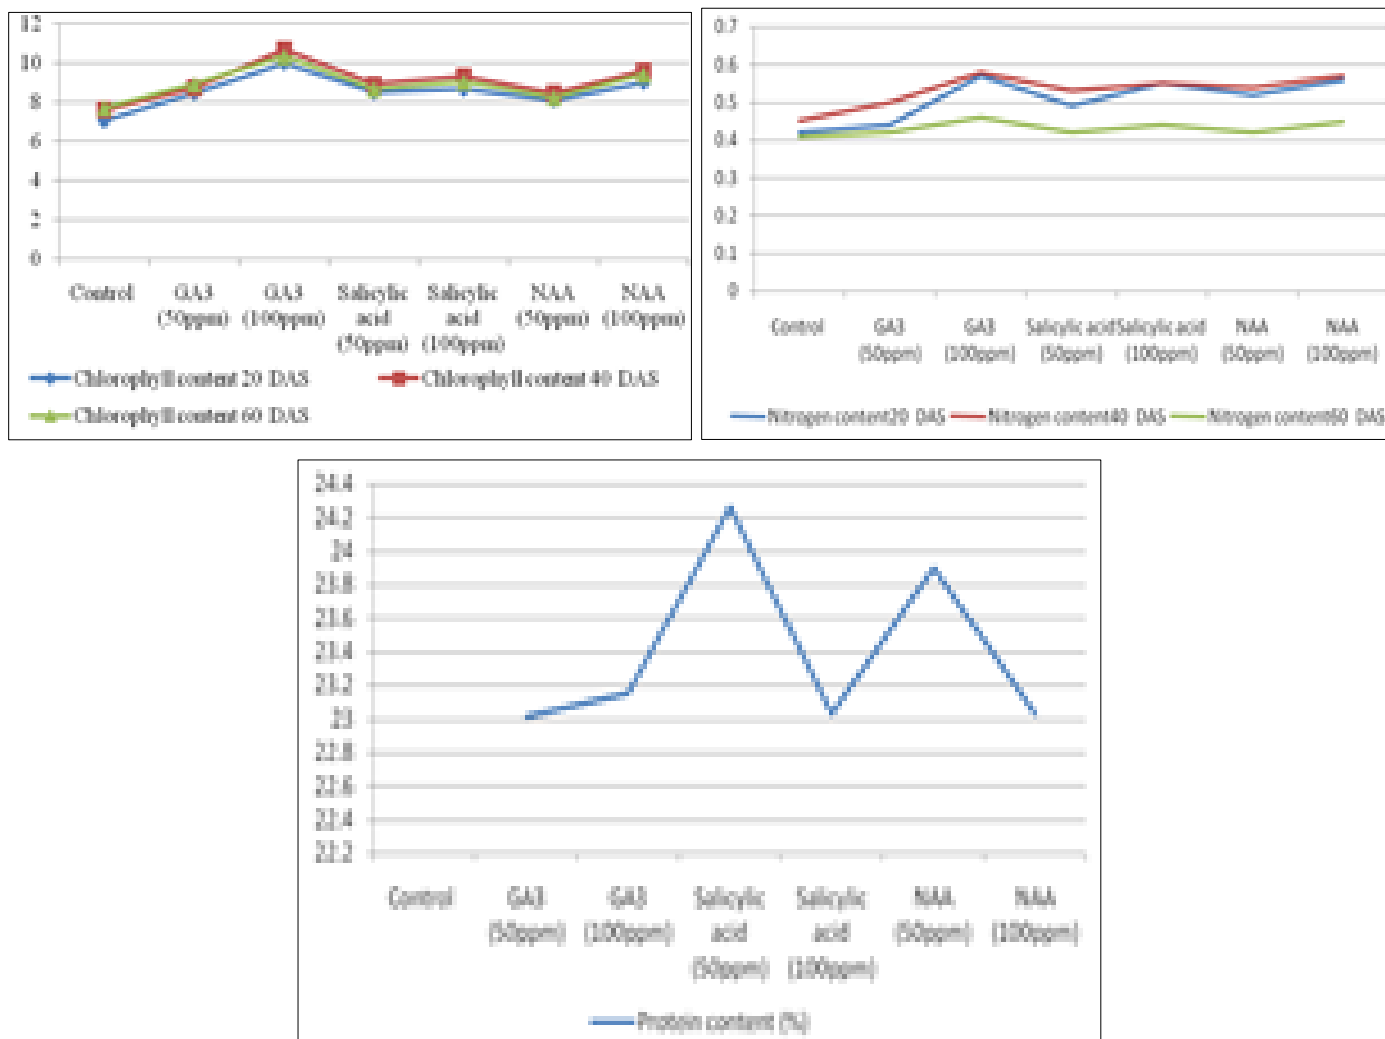 12
10
8
6
4
2
0
Control GA3 GA3 Salicylic Salicylic NAA NAA
(50ppm) (100ppm) acid acid (50ppm) (100ppm)
(50ppm) (100ppm)
Chlorophyll content 20 DAS Chlorophyll content 40 DAS
Chlorophyll content 60 DAS
0.7
0.6
0.5
0.4
0.3
0.2
0.1
0
Control GA3 GA3 Salicylic acid Salicylic acid NAA NAA
(50ppm) (100ppm) (50ppm) (100ppm) (50ppm) (100ppm)
Nitrogen content20 DAS Nitrogen content40 DAS Nitrogen content60 DAS
24.4
24.2
24
23.8
23.6
23.4
23.2
23
22.8
22.6
22.4
22.2
Control GA3 GA3 Salicylic Salicylic NAA NAA
(50ppm) (100ppm) acid acid (50ppm) (100ppm)
(50ppm) (100ppm)
Protein content (%)